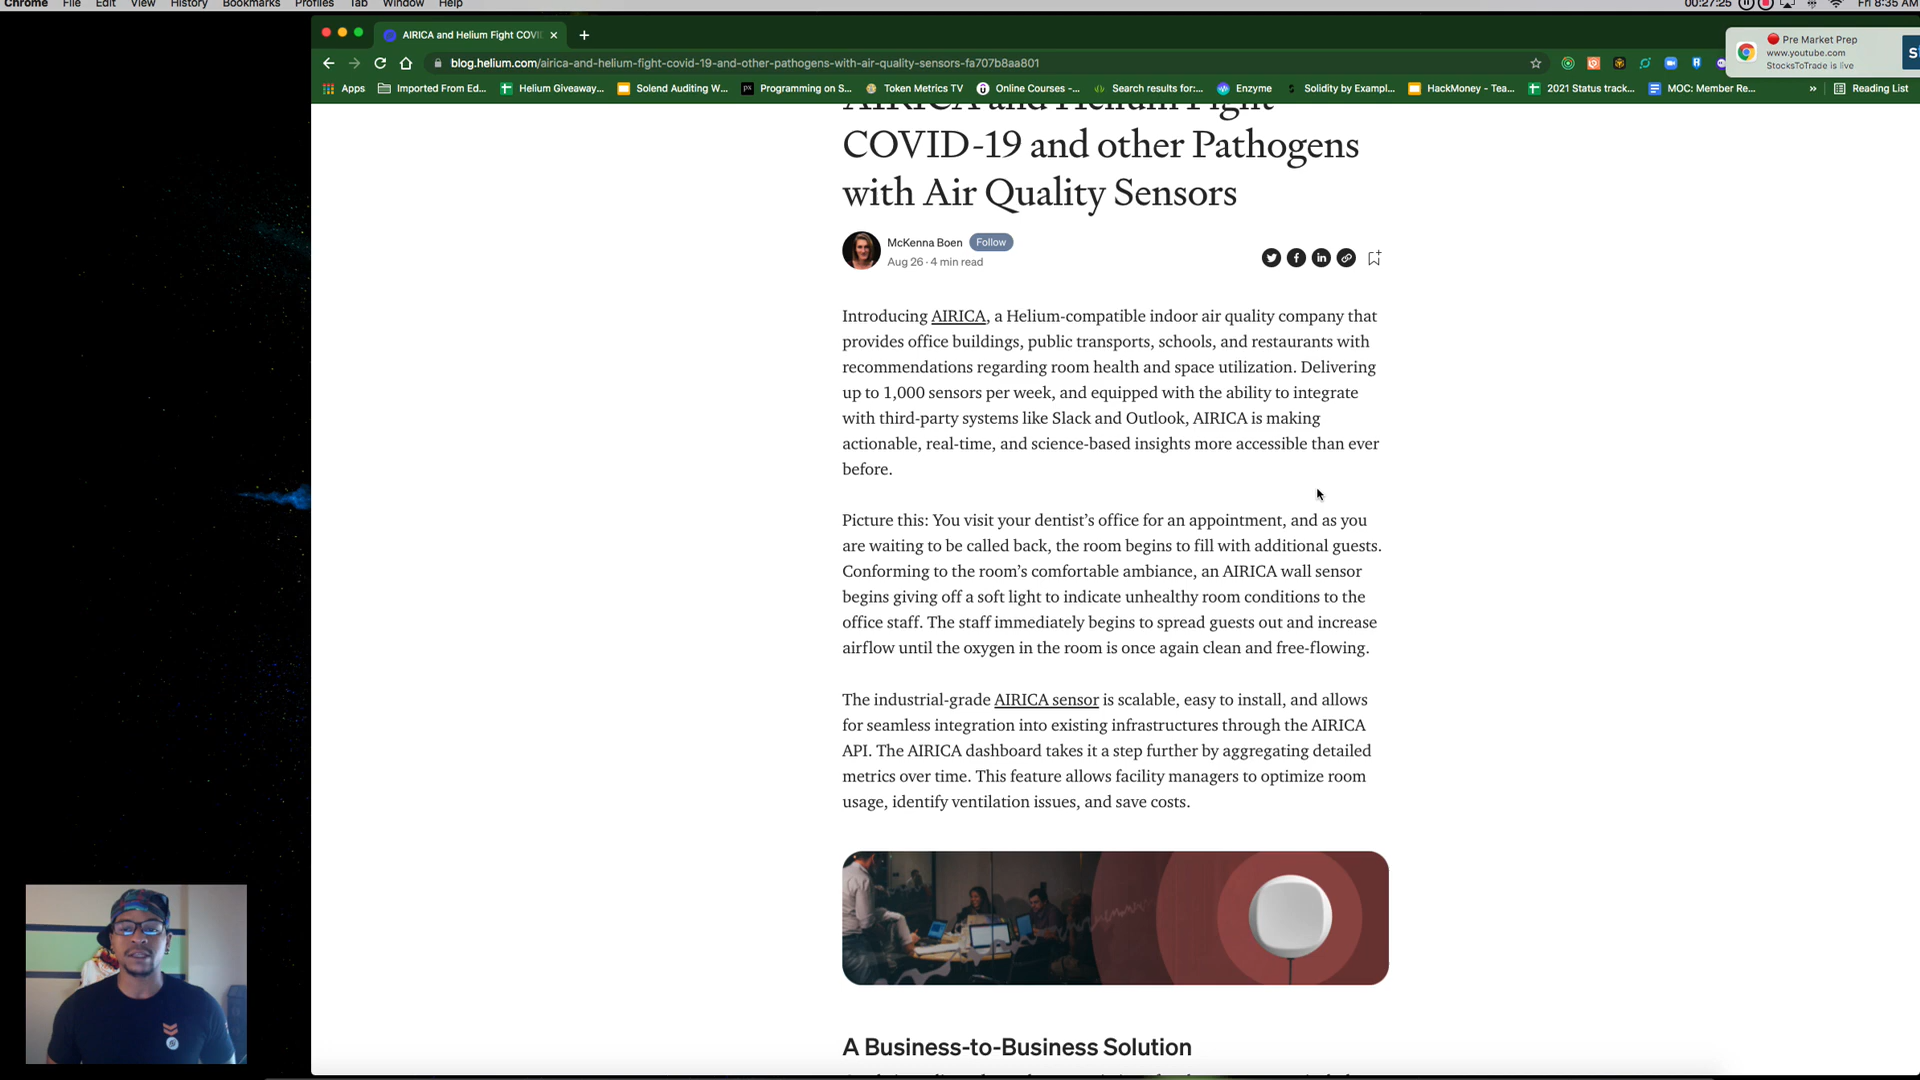 Chrome File Edit View History Bookmarks Profiles Tab Window Help
00:27:25 Fri 8:35 AM
AIRICA and Helium Fight COVI
blog.helium.com/airica-and-helium-fight-covid-19-and-other-pathogens-with-air-quality-sensors-fa707b8aa801
Pre Market Prep
www.youtube.com
StocksToTrade is live
Apps Imported From Ed... Helium Giveaway... Solend Auditing W... Programming on S... Token Metrics TV Online Courses -... Search results for:... Enzyme Solidity by Exampl... HackMoney - Tea... 2021 Status track... MOC: Member Re... » Reading List
AIRICA and Helium Fight
COVID-19 and other Pathogens
with Air Quality Sensors
McKenna Boen Follow
Aug 26 · 4 min read
Introducing AIRICA, a Helium-compatible indoor air quality company that
provides office buildings, public transports, schools, and restaurants with
recommendations regarding room health and space utilization. Delivering
up to 1,000 sensors per week, and equipped with the ability to integrate
with third-party systems like Slack and Outlook, AIRICA is making
actionable, real-time, and science-based insights more accessible than ever
before.
Picture this: You visit your dentist’s office for an appointment, and as you
are waiting to be called back, the room begins to fill with additional guests.
Conforming to the room’s comfortable ambiance, an AIRICA wall sensor
begins giving off a soft light to indicate unhealthy room conditions to the
office staff. The staff immediately begins to spread guests out and increase
airflow until the oxygen in the room is once again clean and free-flowing.
The industrial-grade AIRICA sensor is scalable, easy to install, and allows
for seamless integration into existing infrastructures through the AIRICA
API. The AIRICA dashboard takes it a step further by aggregating detailed
metrics over time. This feature allows facility managers to optimize room
usage, identify ventilation issues, and save costs.
A Business-to-Business Solution